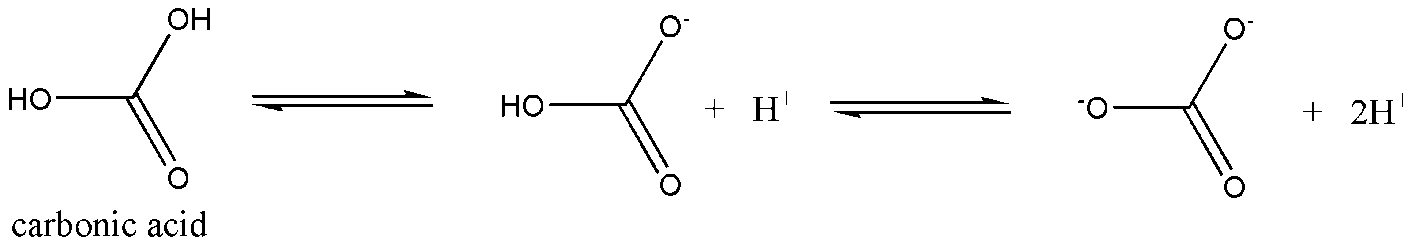 OH O- O-
HO HO + H+ -O + 2H+
O O O
carbonic acid